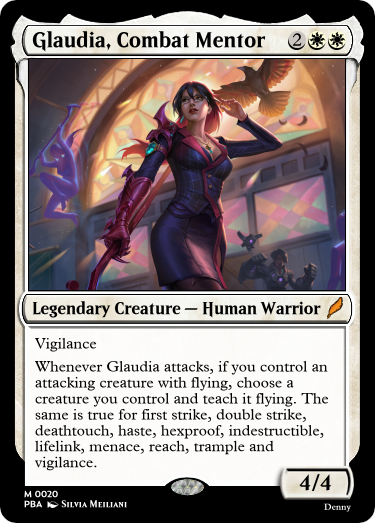 Glaudia, Combat Mentor 2
Legendary Creature — Human Warrior
Vigilance
Whenever Glaudia attacks, if you control an
attacking creature with flying, choose a
creature you control and teach it flying. The
same is true for first strike, double strike,
deathtouch, haste, hexproof, indestructible,
lifelink, menace, reach, trample and
vigilance.
4/4
M 0020
PBA Silvia Meiliani
Denny